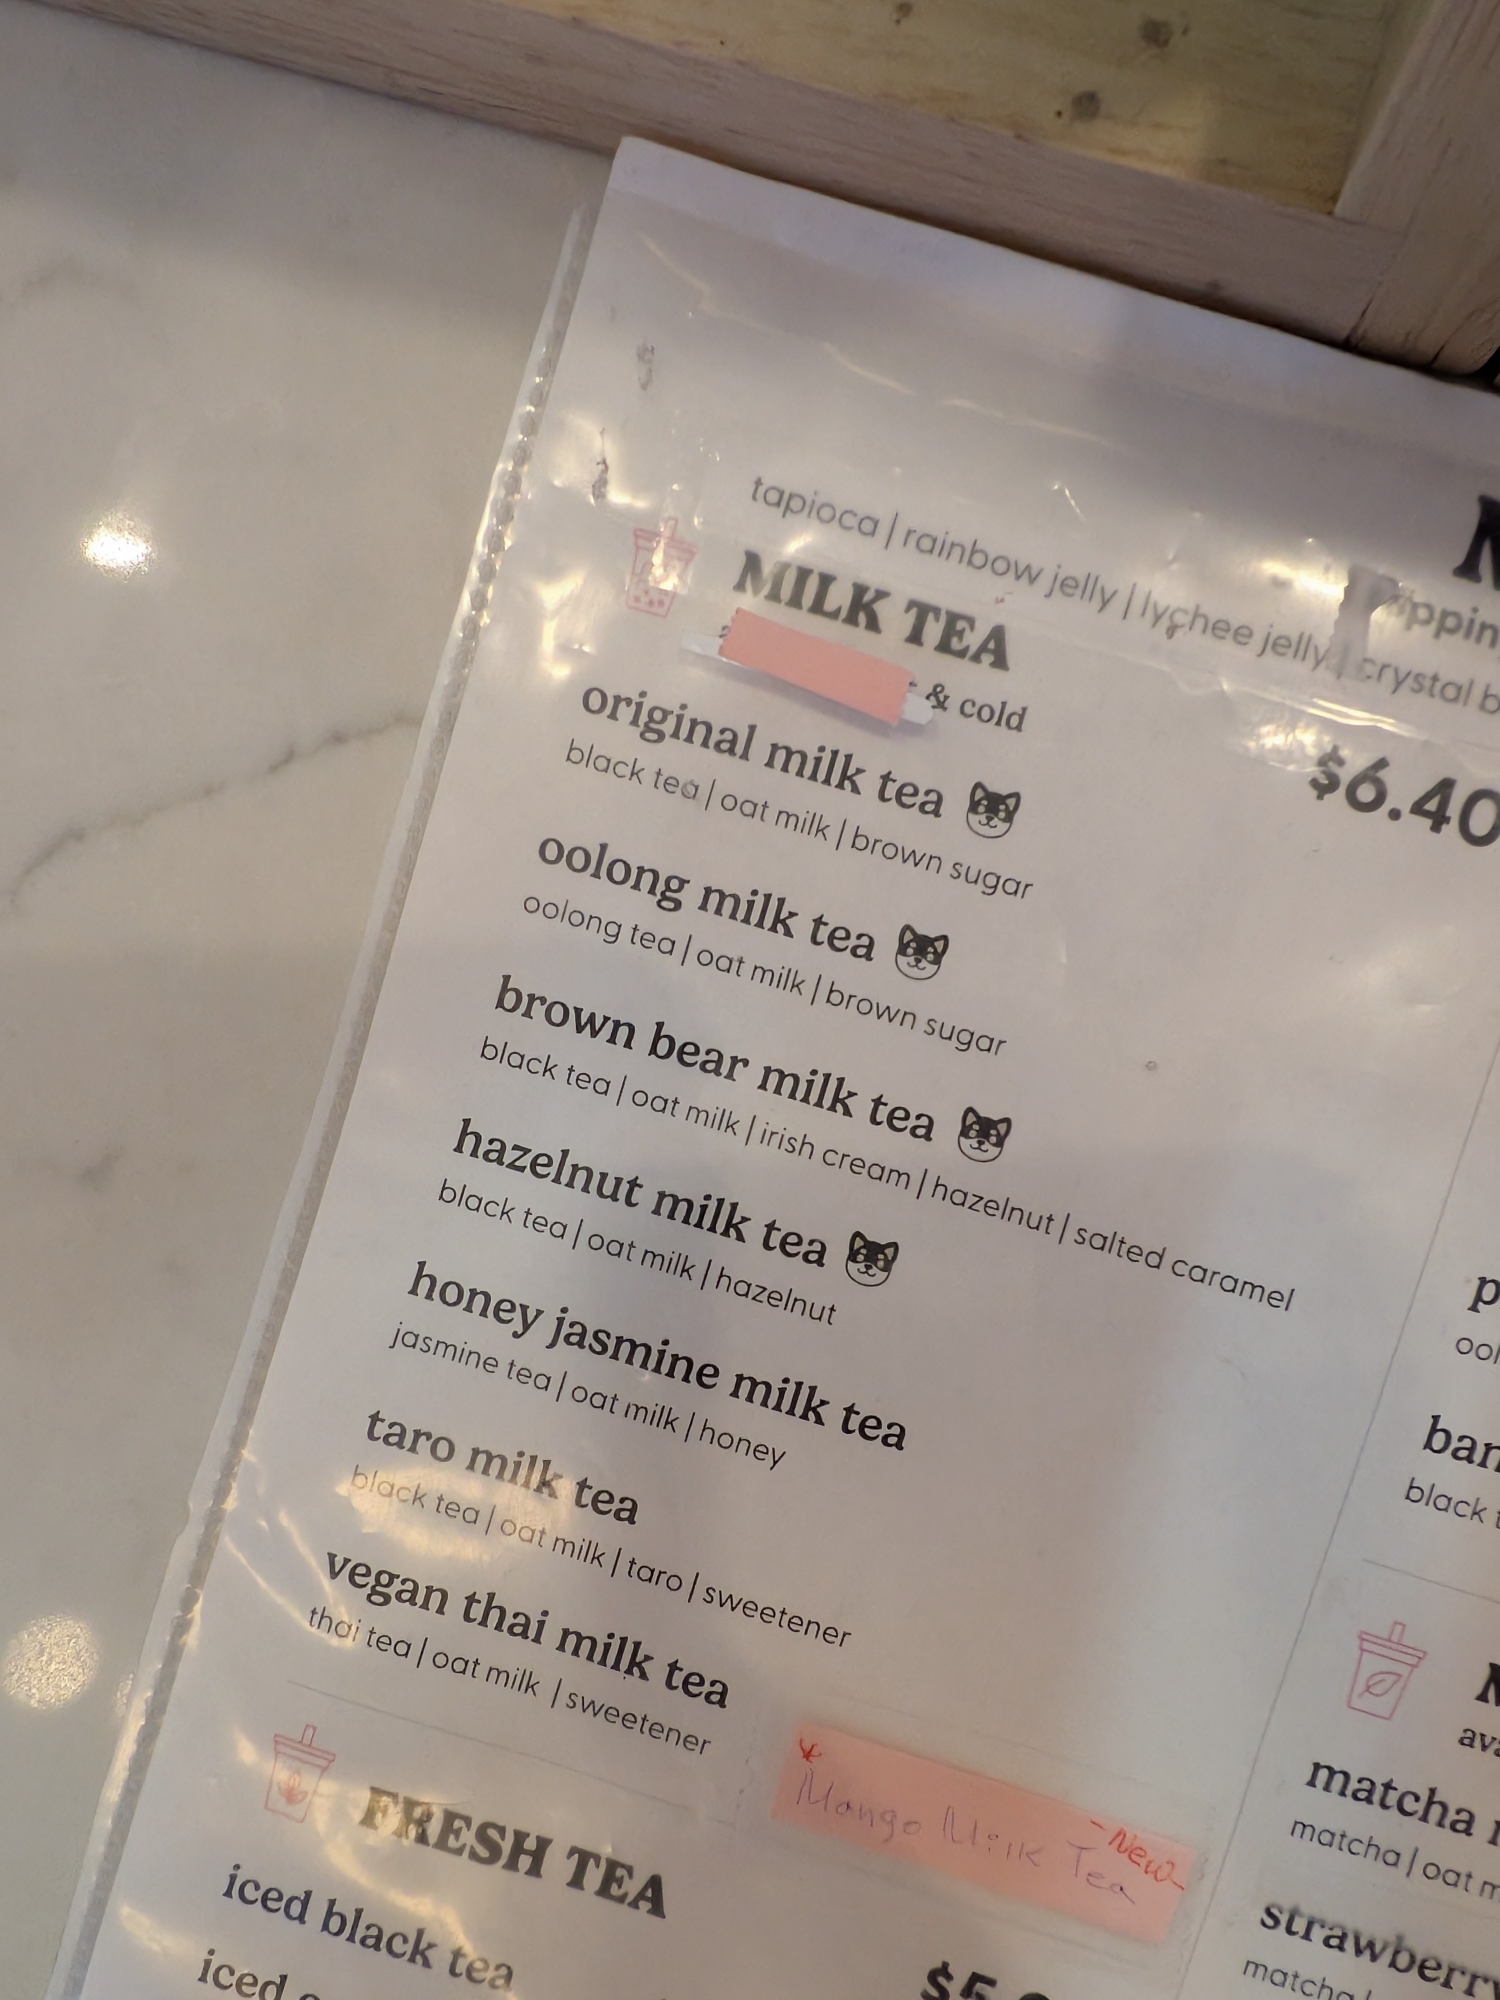 tapioca | rainbow jelly | lychee jelly | crystal
MILK TEA
& cold
$6.40
original milk tea
black tea | oat milk | brown sugar
oolong milk tea
oolong tea | oat milk | brown sugar
brown bear milk tea
black tea | oat milk | irish cream | hazelnut | salted caramel
hazelnut milk tea
black tea | oat milk | hazelnut
honey jasmine milk tea
jasmine tea | oat milk | honey
taro milk tea
black tea | oat milk | taro | sweetener
vegan thai milk tea
thai tea | oat milk | sweetener
Mango Milk Tea
-New-
FRESH TEA
iced black tea
iced
black
matcha
matcha | oat
strawberry
matcha |